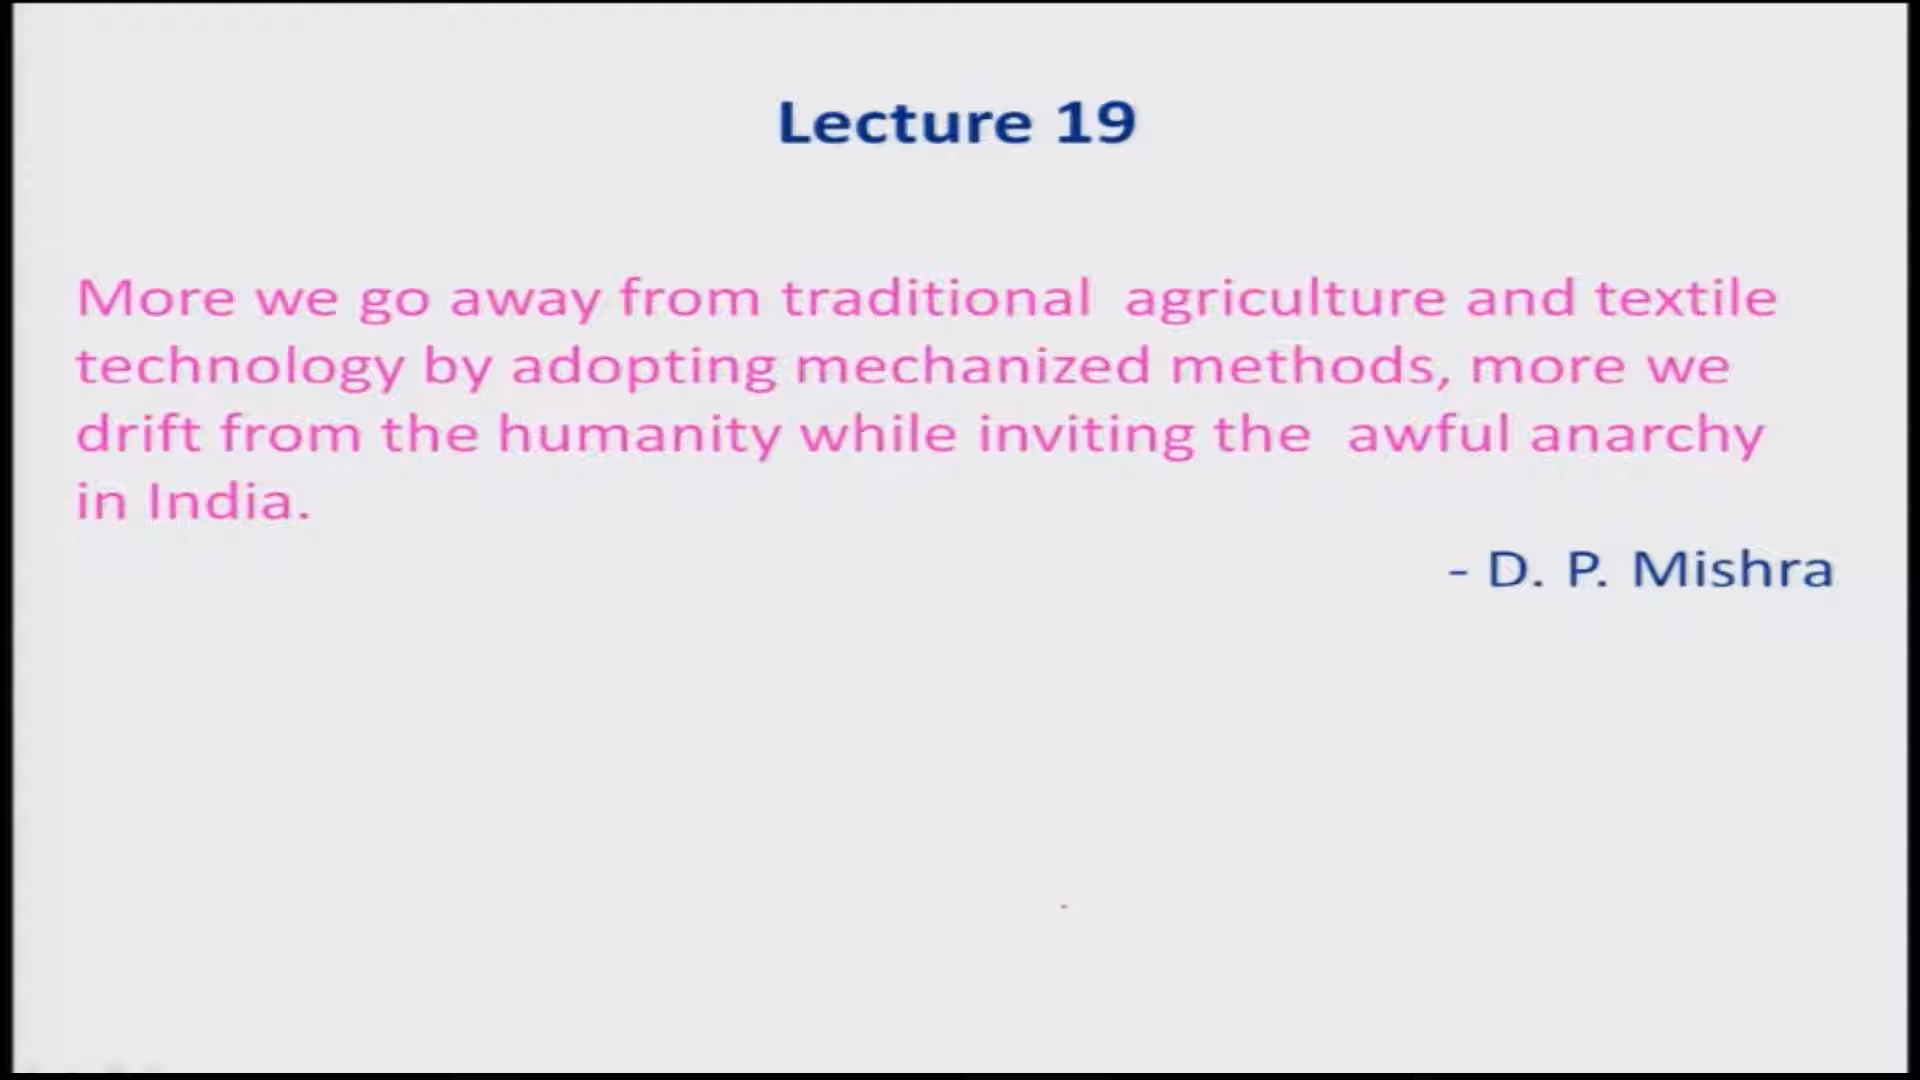 Lecture 19
More we go away from traditional agriculture and textile
technology by adopting mechanized methods, more we
drift from the humanity while inviting the awful anarchy
in India.
- D. P. Mishra